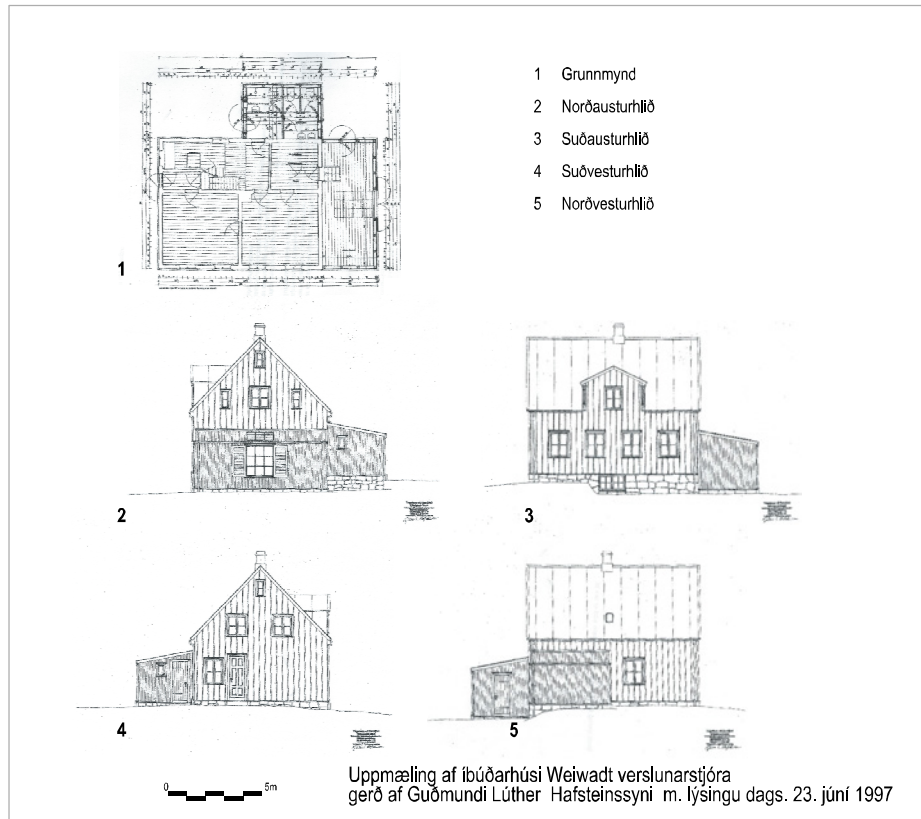 1 Grunnmynd
2 Norðausturhlið
3 Suðausturhlið
4 Suðvesturhlið
5 Norðvesturhlið
1
2
3
4
5
0 5m
Uppmæling af íbúðarhúsi Weiwadt verslunarstjóra
gerð af Guðmundi Lúther Hafsteinssyni m. lýsingu dags. 23. júní 1997